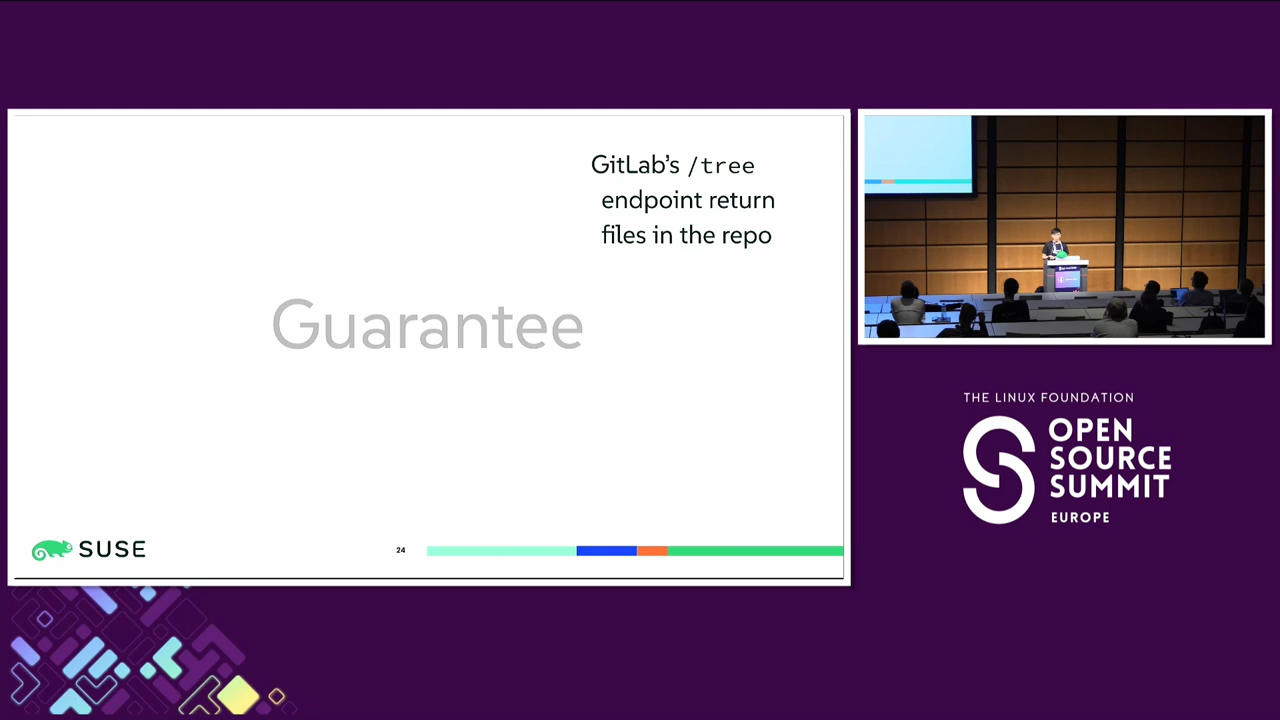 GitLab's /tree
endpoint return
files in the repo
Guarantee
SUSE
24
THE LINUX FOUNDATION
OPEN
SOURCE
SUMMIT
EUROPE